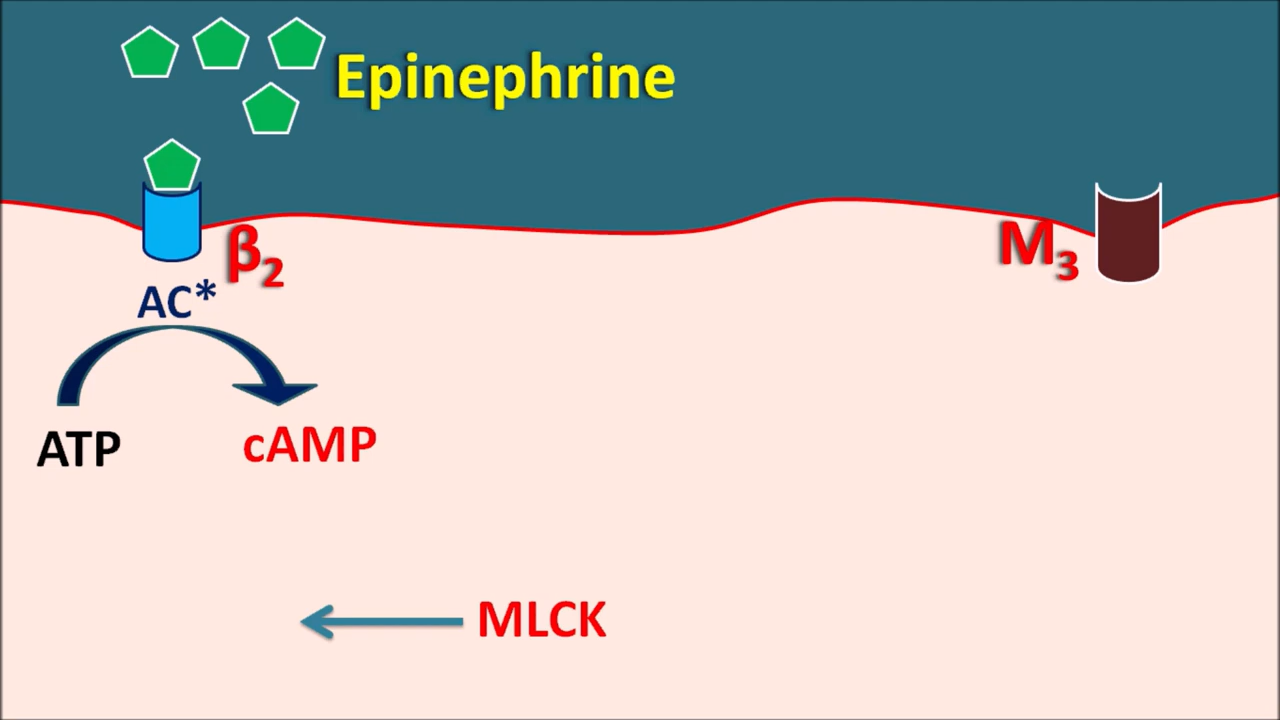 Epinephrine
β₂
M₃
AC*
ATP
cAMP
MLCK